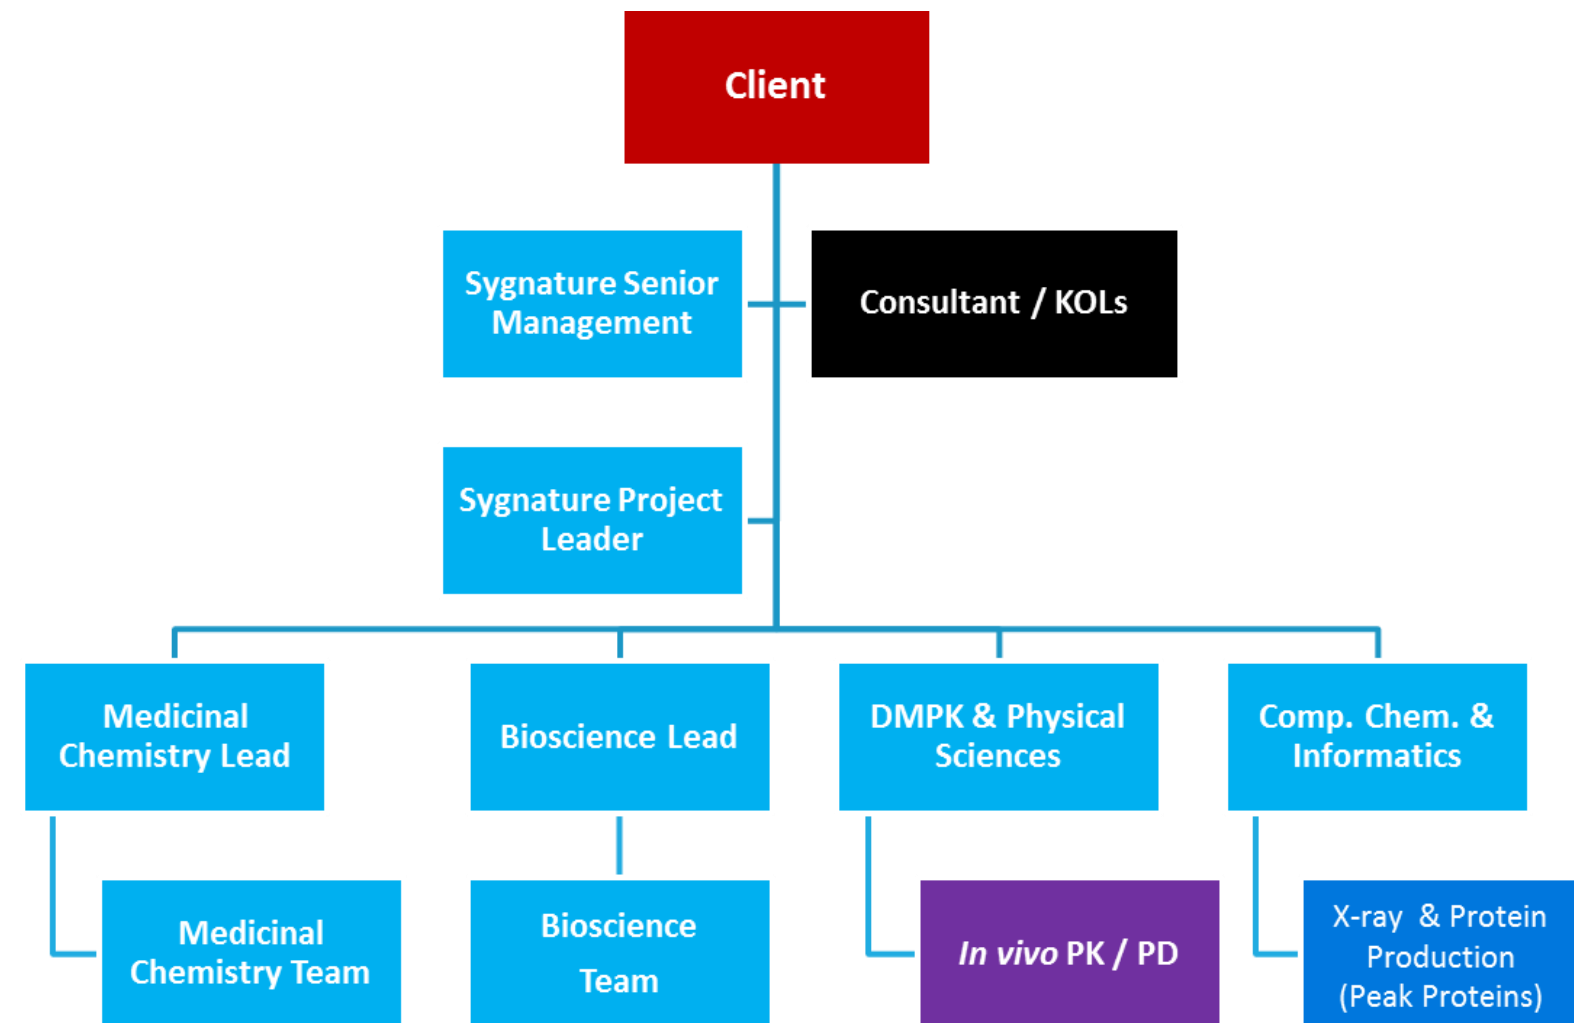 Client
Sygnature Senior
Management
Consultant / KOLs
Sygnature Project
Leader
Medicinal
Chemistry Lead
Bioscience Lead
DMPK & Physical
Sciences
Comp. Chem. &
Informatics
Medicinal
Chemistry Team
Bioscience
Team
In vivo PK / PD
X-ray & Protein
Production
(Peak Proteins)